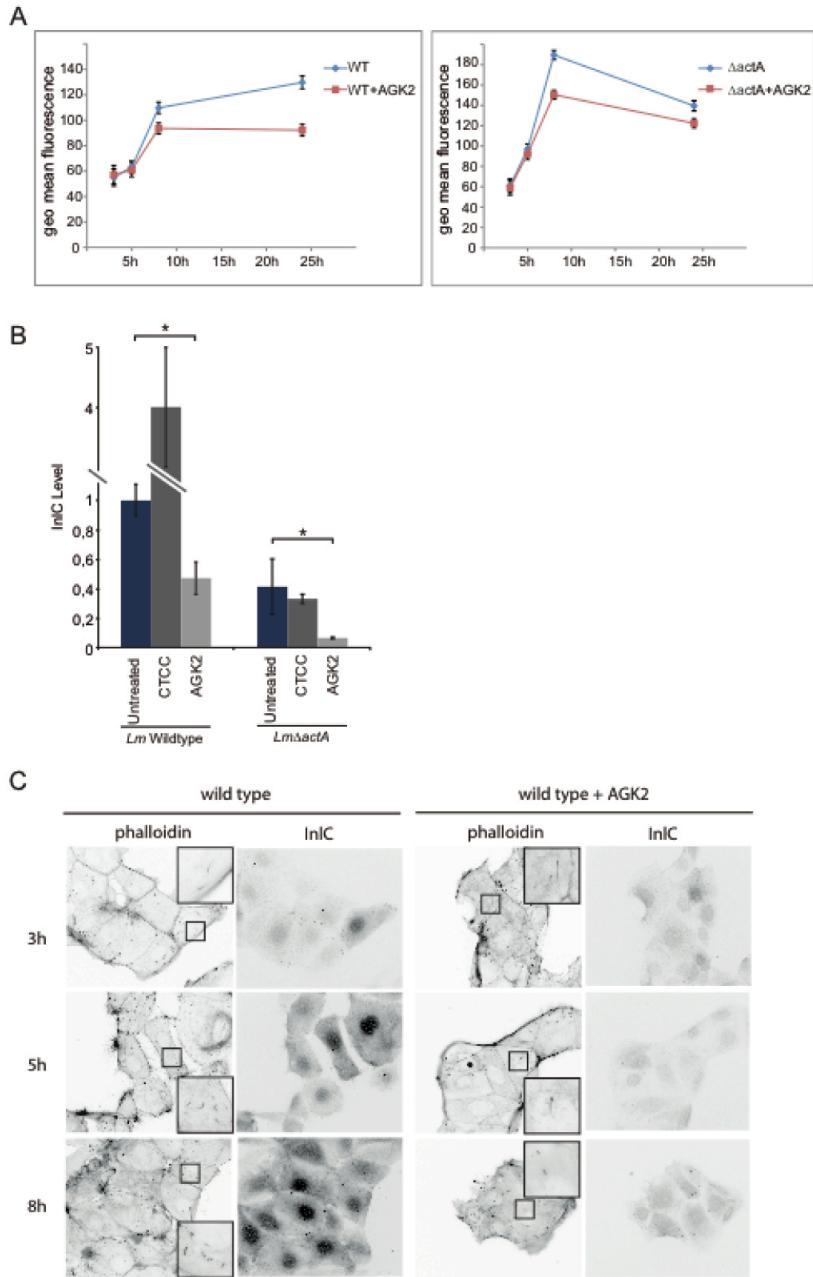 A
geo mean fluorescence
140
120
100
80
60
40
20
0
5h 10h 15h 20h 25h
WT
WT+AGK2
geo mean fluorescence
180
160
140
120
100
80
60
40
20
0
5h 10h 15h 20h 25h
ΔactA
ΔactA+AGK2
B
InlC Level
5
4
1
0,8
0,6
0,4
0,2
0
*
*
Untreated
CTCC
AGK2
Lm Wildtype
Untreated
CTCC
AGK2
LmΔactA
C
wild type
wild type + AGK2
phalloidin InlC phalloidin InlC
3h
5h
8h